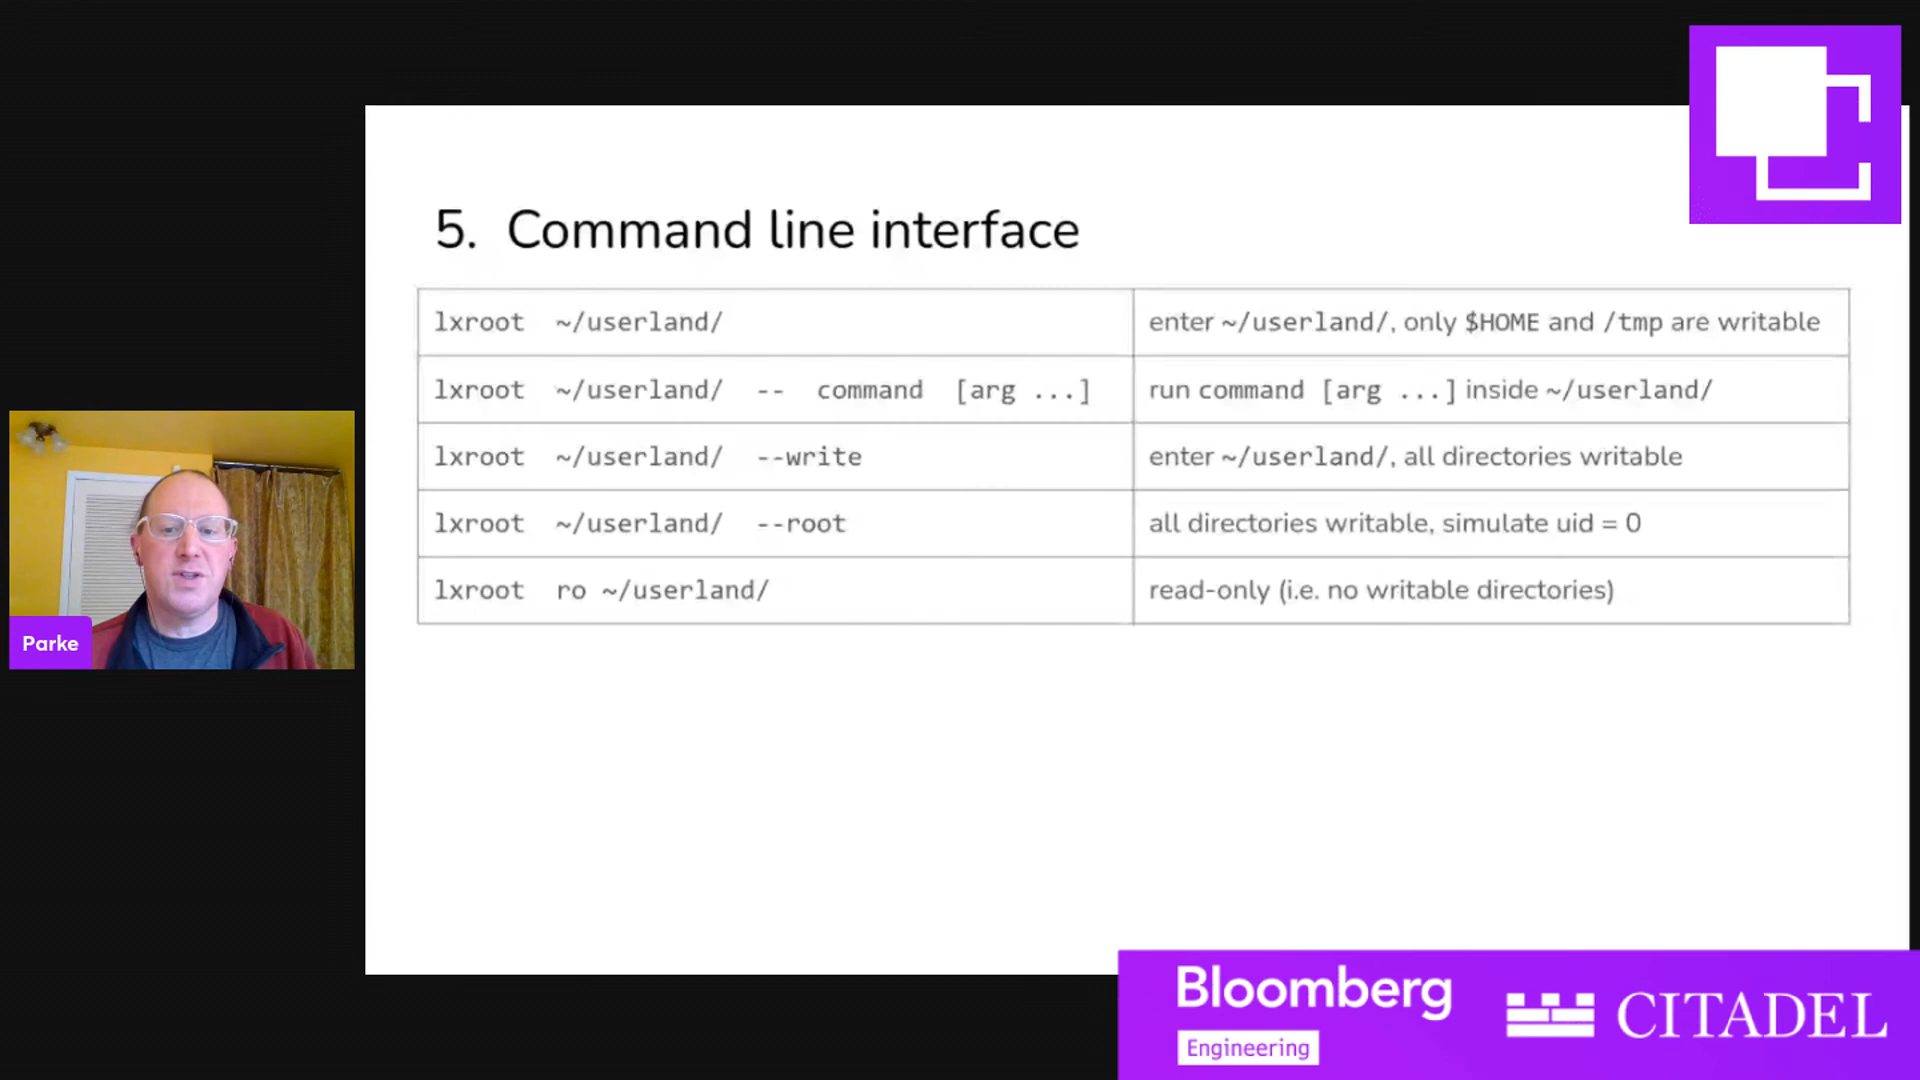 5. Command line interface
lxroot ~/userland/ enter ~/userland/, only $HOME and /tmp are writable
lxroot ~/userland/ -- command [arg ...] run command [arg ...] inside ~/userland/
lxroot ~/userland/ --write enter ~/userland/, all directories writable
lxroot ~/userland/ --root all directories writable, simulate uid = 0
lxroot ro ~/userland/ read-only (i.e. no writable directories)
Parke
Bloomberg
Engineering
CITADEL